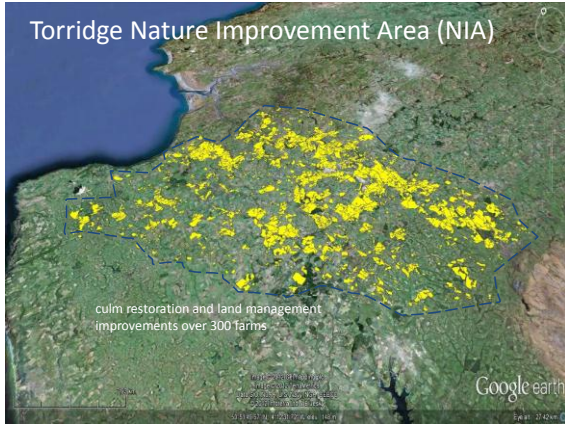 Torridge Nature Improvement Area (NIA)
culm restoration and land management
improvements over 300 farms
Google earth